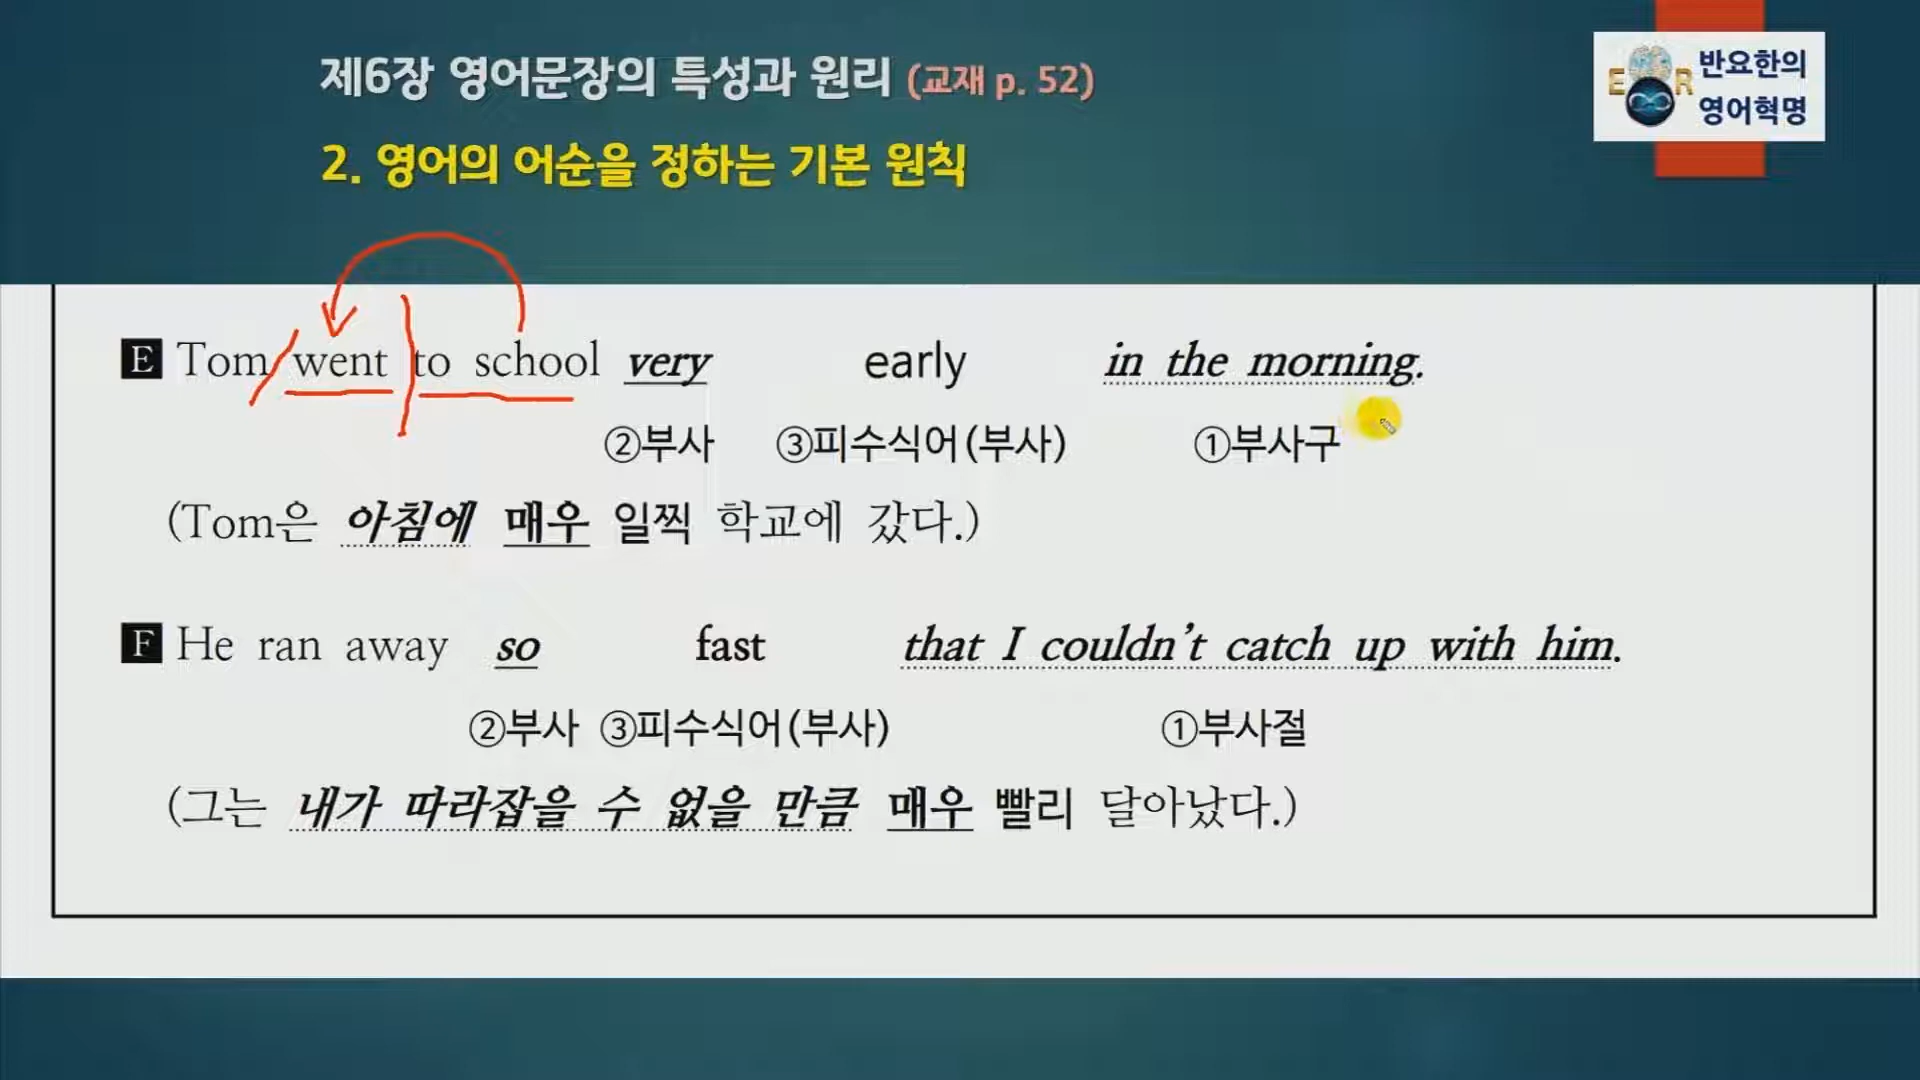 제6장 영어문장의 특성과 원리 (교재 p. 52)
E R 반요한의
영어혁명
2. 영어의 어순을 정하는 기본 원칙
E Tom went to school very early in the morning.
②부사 ③피수식어(부사) ①부사구
(Tom은 아침에 매우 일찍 학교에 갔다.)
F He ran away so fast that I couldn't catch up with him.
②부사 ③피수식어(부사) ①부사절
(그는 내가 따라잡을 수 없을 만큼 매우 빨리 달아났다.)